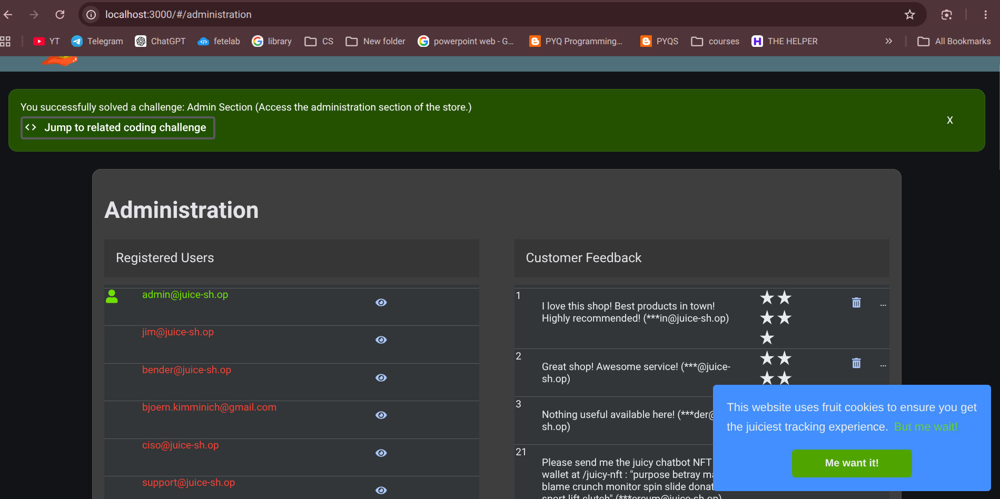 localhost:3000/#/administration
YT
Telegram
ChatGPT
fetelab
library
CS
New folder
powerpoint web - G...
PYQ Programming...
PYQS
courses
THE HELPER
All Bookmarks
You successfully solved a challenge: Admin Section (Access the administration section of the store.)
X
<> Jump to related coding challenge
Administration
Registered Users
admin@juice-sh.op
jim@juice-sh.op
bender@juice-sh.op
bjoern.kimminich@gmail.com
ciso@juice-sh.op
support@juice-sh.op
Customer Feedback
1
I love this shop! Best products in town!
Highly recommended! (***in@juice-sh.op)
...
2
Great shop! Awesome service! (***@juice-
sh.op)
...
3
Nothing useful available here! (***der@
sh.op)
21
Please send me the juicy chatbot NFT
wallet at /juicy-nft : "purpose betray
blame crunch monitor spin slide
sport lift clutch" (***ereum@juice-sh.op)
This website uses fruit cookies to ensure you get
the juiciest tracking experience. But me wait!
Me want it!